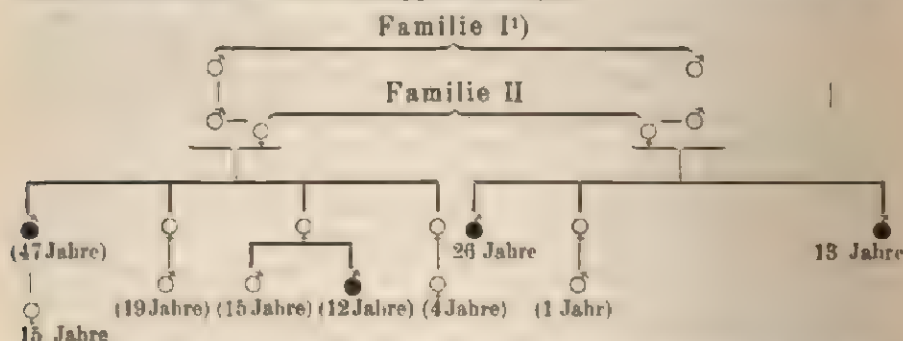 Familie I¹)
Familie II
(47 Jahre)
26 Jahre
13 Jahre
(19 Jahre) (15 Jahre) (12 Jahre) (4 Jahre) (1 Jahr)
15 Jahre